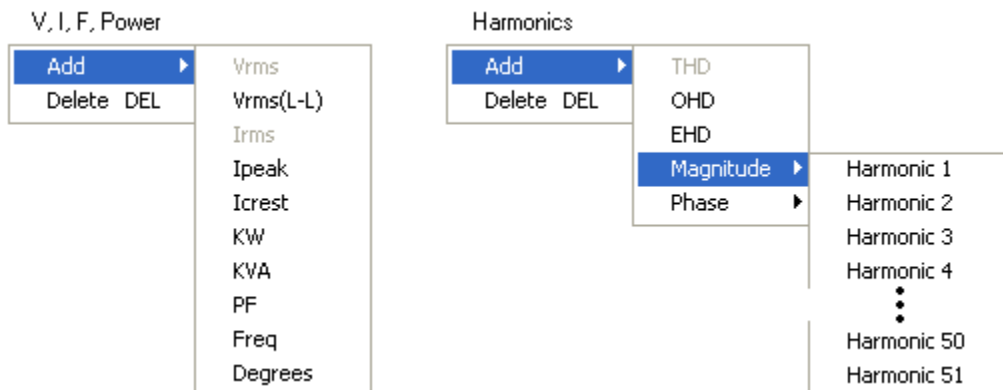 V, I, F, Power
Add
Delete DEL
Vrms
Vrms(L-L)
Irms
Ipeak
Icrest
KW
KVA
PF
Freq
Degrees
Harmonics
Add
Delete DEL
THD
OHD
EHD
Magnitude
Phase
Harmonic 1
Harmonic 2
Harmonic 3
Harmonic 4
Harmonic 50
Harmonic 51